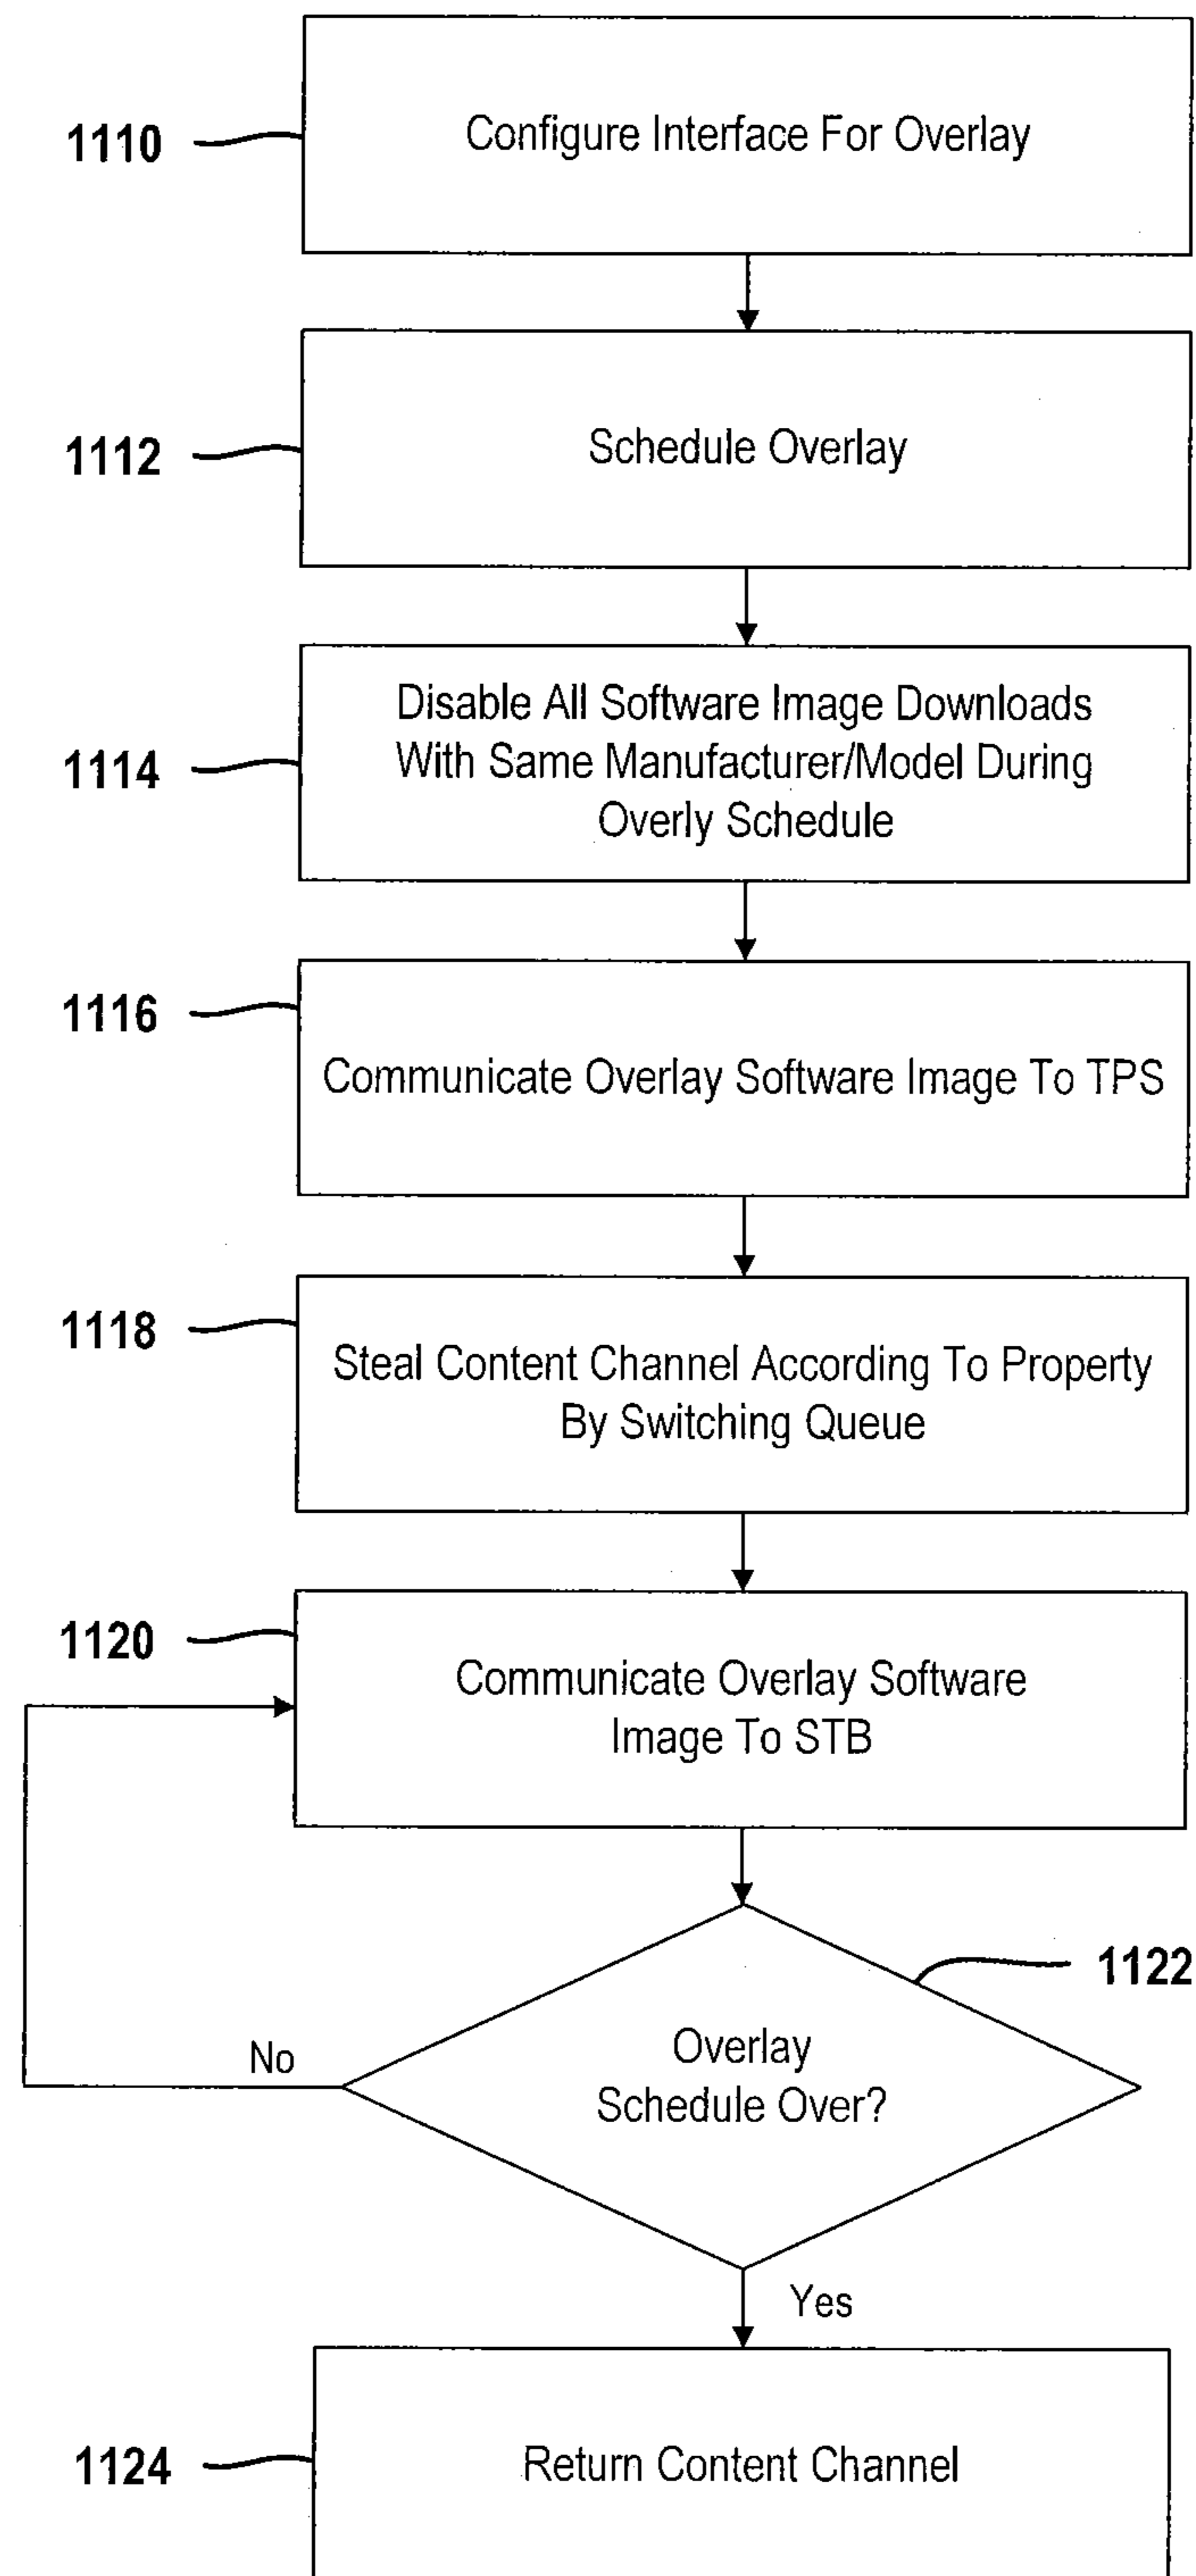 1110
Configure Interface For Overlay
1112
Schedule Overlay
1114
Disable All Software Image Downloads
With Same Manufacturer/Model During
Overly Schedule
1116
Communicate Overlay Software Image To TPS
1118
Steal Content Channel According To Property
By Switching Queue
1120
Communicate Overlay Software
Image To STB
1122
Overlay
Schedule Over?
No
Yes
1124
Return Content Channel